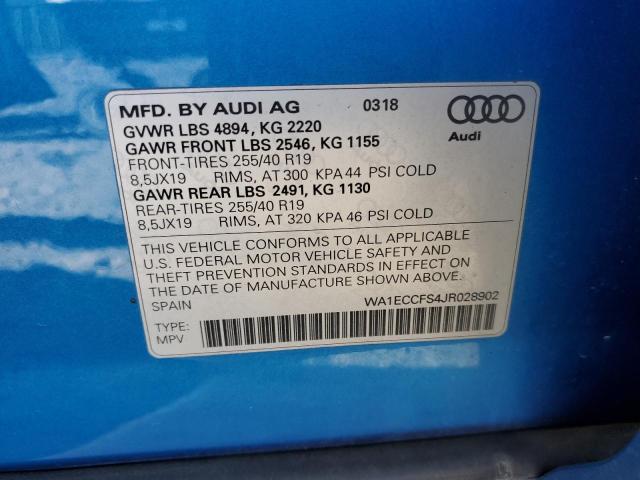 MFD. BY AUDI AG 0318
GVWR LBS 4894, KG 2220
GAWR FRONT LBS 2546, KG 1155
FRONT-TIRES 255/40 R19
8,5JX19 RIMS, AT 300 KPA 44 PSI COLD
GAWR REAR LBS 2491, KG 1130
REAR-TIRES 255/40 R19
8,5JX19 RIMS, AT 320 KPA 46 PSI COLD
Audi
THIS VEHICLE CONFORMS TO ALL APPLICABLE
U.S. FEDERAL MOTOR VEHICLE SAFETY AND
THEFT PREVENTION STANDARDS IN EFFECT ON
THE DATE OF MANUFACTURE SHOWN ABOVE.
SPAIN WA1ECCFS4JR028902
TYPE:
MPV